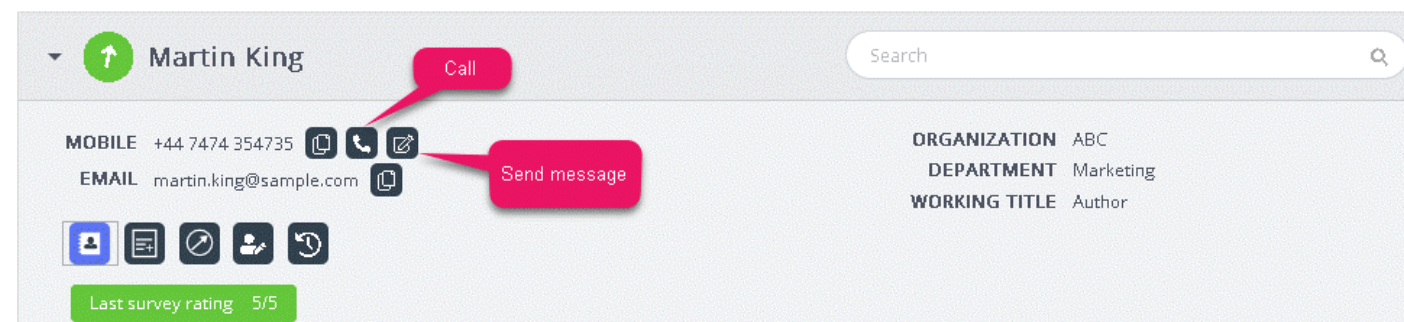 Martin King
Search
Call
MOBILE +44 7474 354735
EMAIL martin.king@sample.com
Send message
ORGANIZATION ABC
DEPARTMENT Marketing
WORKING TITLE Author
Last survey rating 5/5